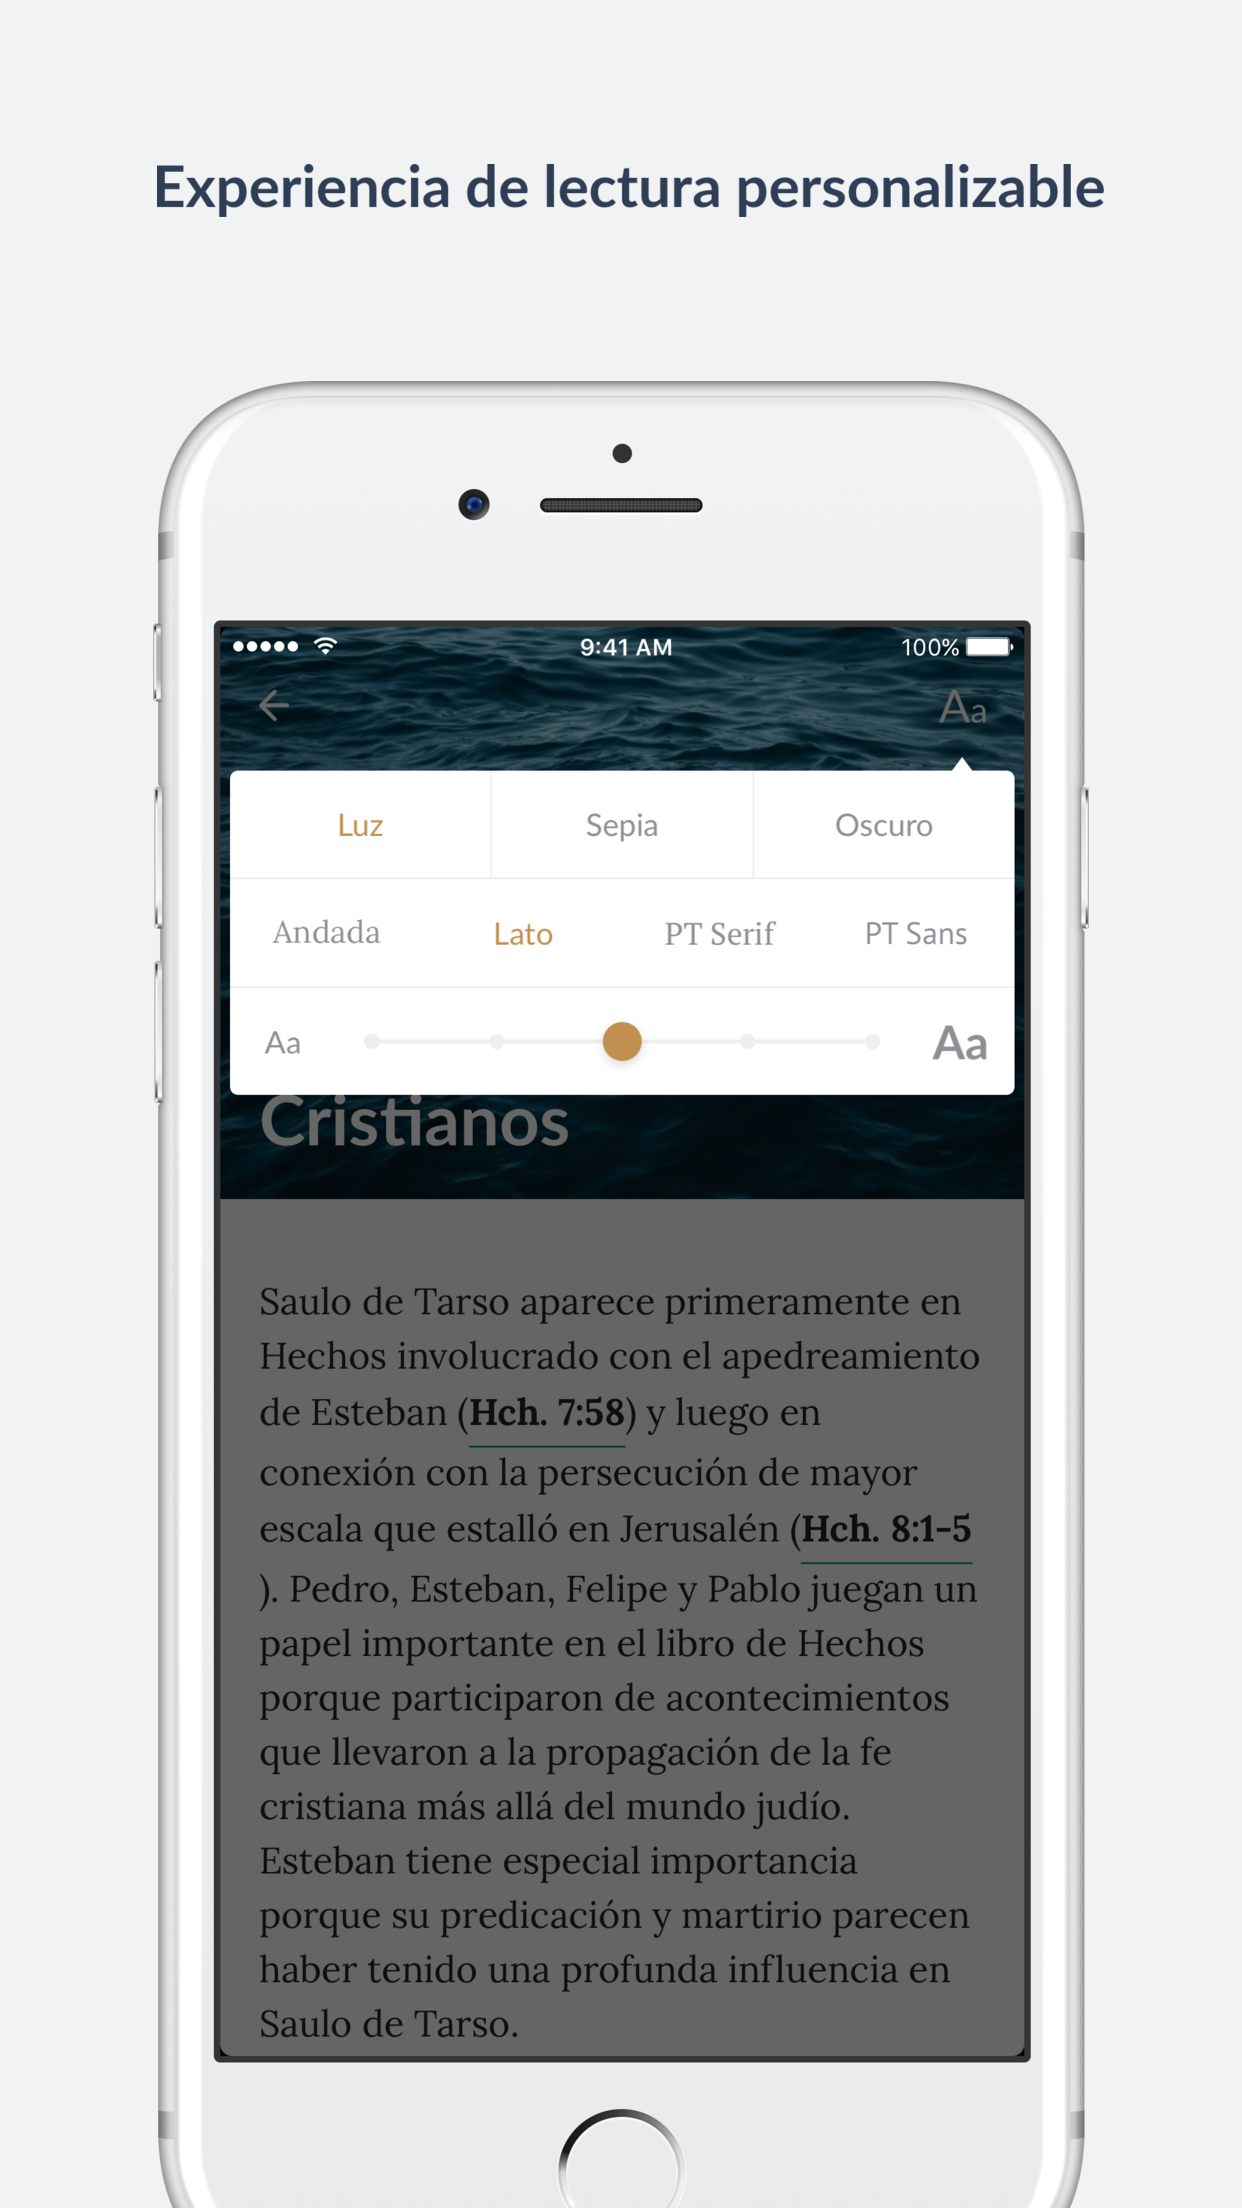 Experiencia de lectura personalizable
9:41 AM
100%
Aa
Luz
Sepia
Oscuro
Andada
Lato
PT Serif
PT Sans
Aa
Aa
Cristianos
Saulo de Tarso aparece primeramente en
Hechos involucrado con el apedreamiento
de Esteban (Hch. 7:58) y luego en
conexión con la persecución de mayor
escala que estalló en Jerusalén (Hch. 8:1-5
). Pedro, Esteban, Felipe y Pablo juegan un
papel importante en el libro de Hechos
porque participaron de acontecimientos
que llevaron a la propagación de la fe
cristiana más allá del mundo judío.
Esteban tiene especial importancia
porque su predicación y martirio parecen
haber tenido una profunda influencia en
Saulo de Tarso.